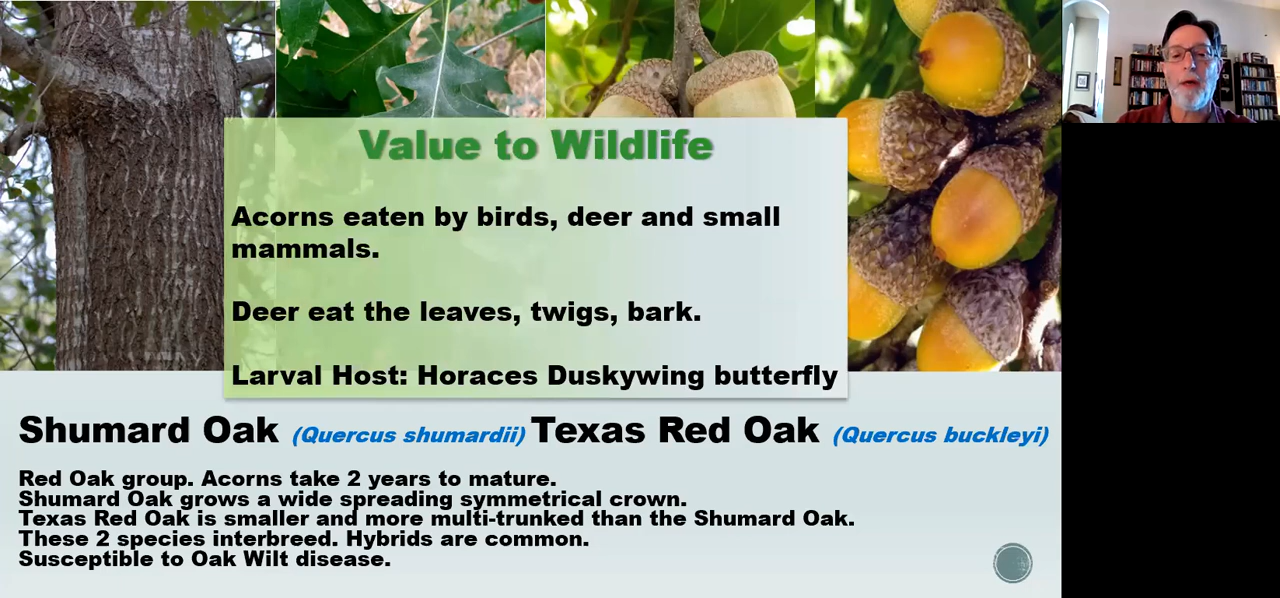 Value to Wildlife
Acorns eaten by birds, deer and small
mammals.
Deer eat the leaves, twigs, bark.
Larval Host: Horaces Duskywing butterfly
Shumard Oak (Quercus shumardii) Texas Red Oak (Quercus buckleyi)
Red Oak group. Acorns take 2 years to mature.
Shumard Oak grows a wide spreading symmetrical crown.
Texas Red Oak is smaller and more multi-trunked than the Shumard Oak.
These 2 species interbreed. Hybrids are common.
Susceptible to Oak Wilt disease.